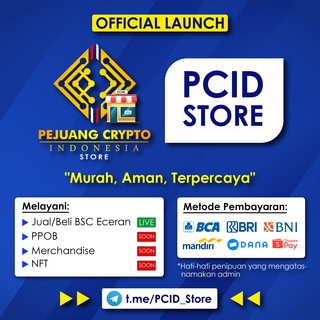 OFFICIAL LAUNCH
PEJUANG CRYPTO
INDONESIA
STORE
PCID
STORE
"Murah, Aman, Terpercaya"
Melayani:
Jual/Beli BSC Eceran LIVE
PPOB SOON
Merchandise SOON
NFT SOON
Metode Pembayaran:
BCA BRI BNI
mandiri DANA Pay
*Hati-hati penipuan yang mengatas-
namakan admin
t.me/PCID_Store